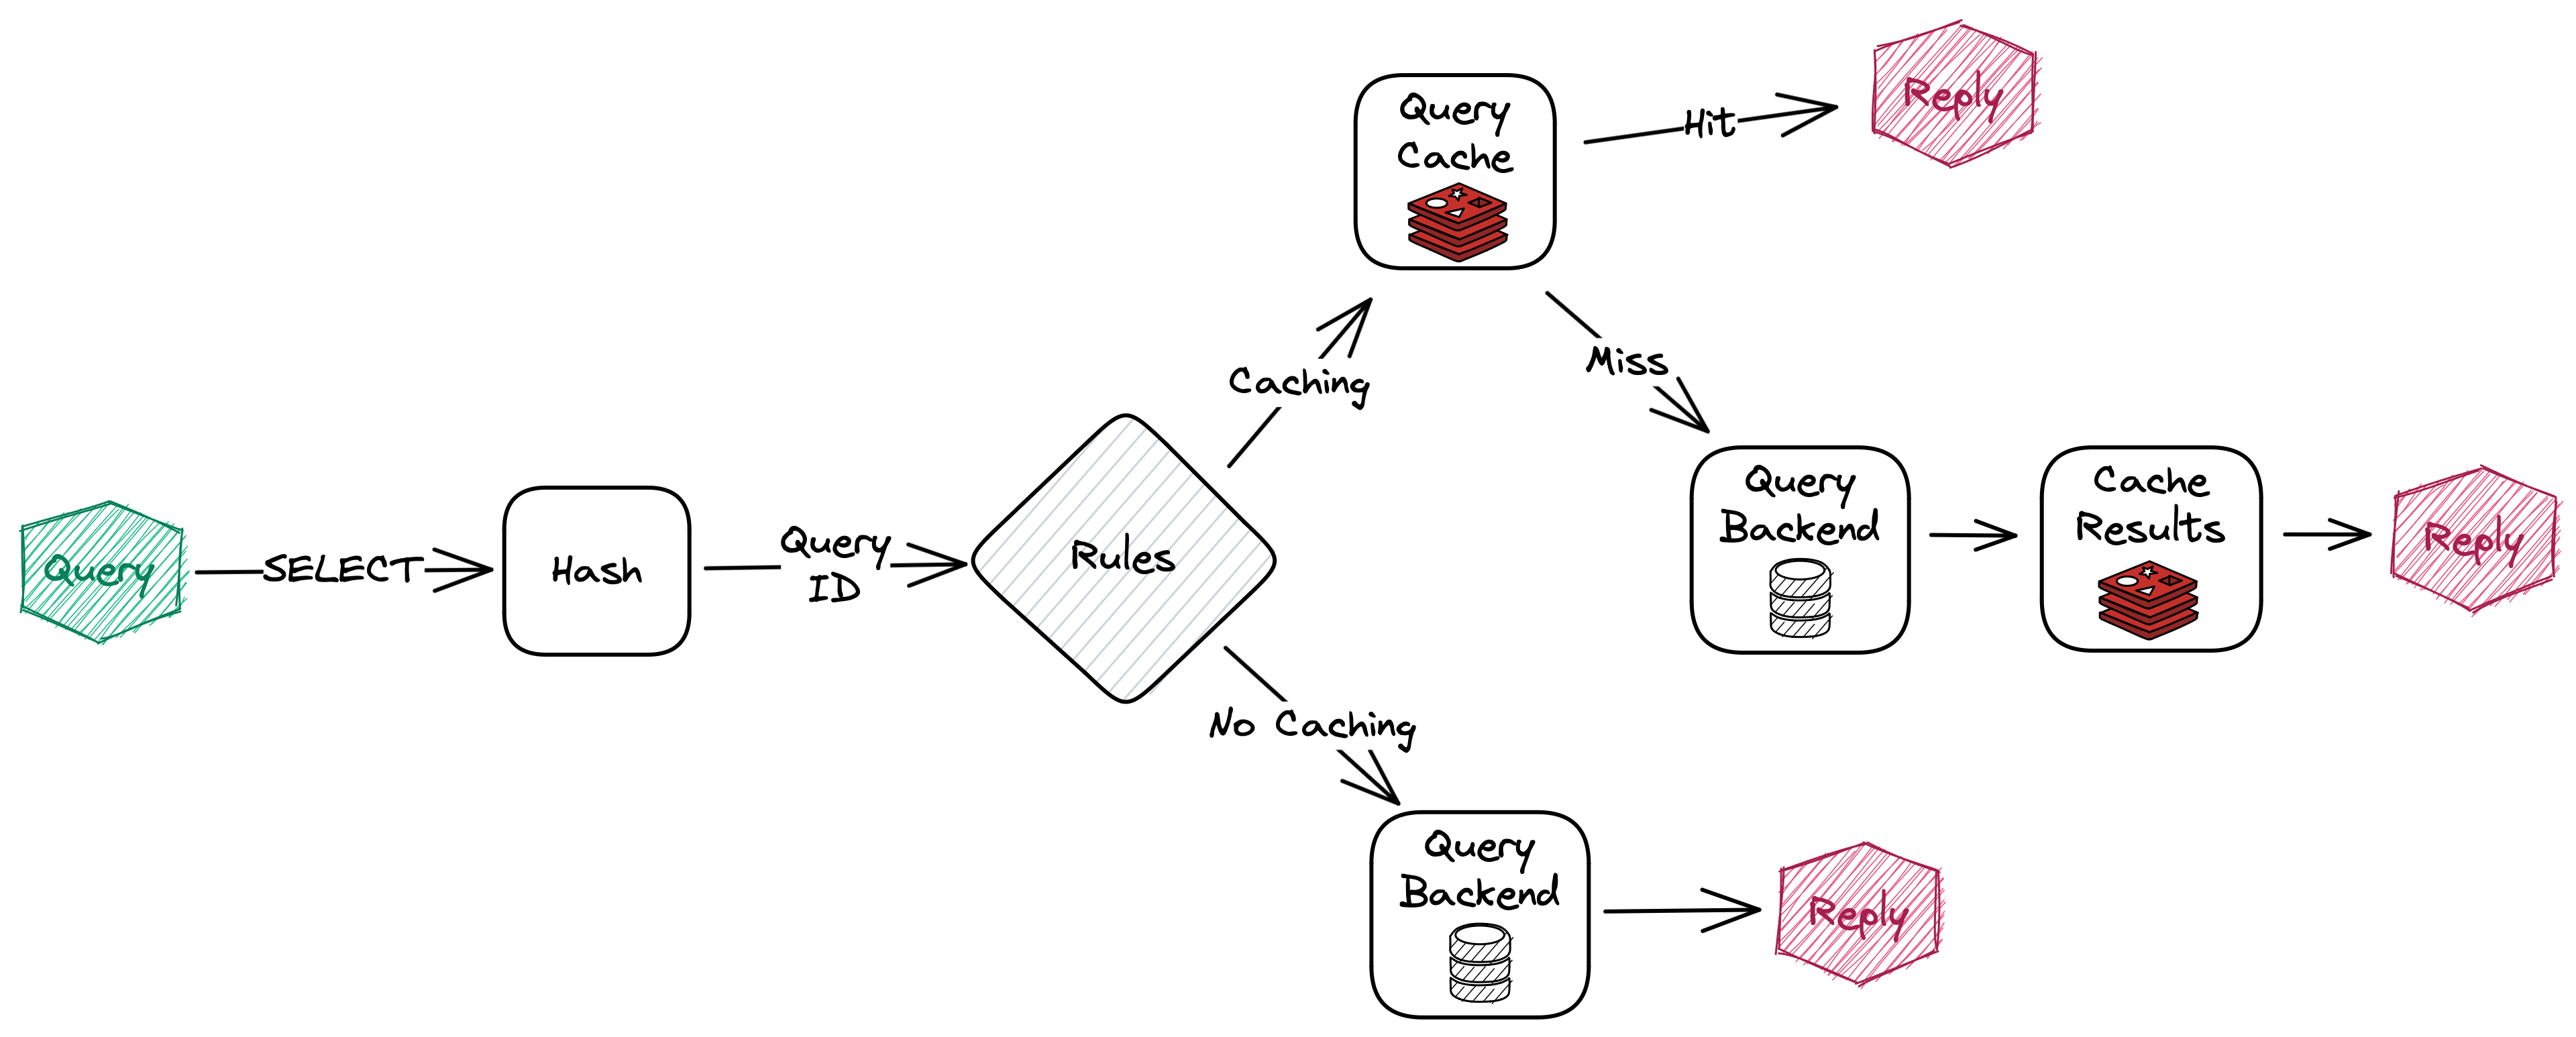 Query
SELECT
Hash
Query
ID
Rules
Caching
Query
Cache
Hit
Reply
Miss
Query
Backend
Cache
Results
Reply
No Caching
Query
Backend
Reply